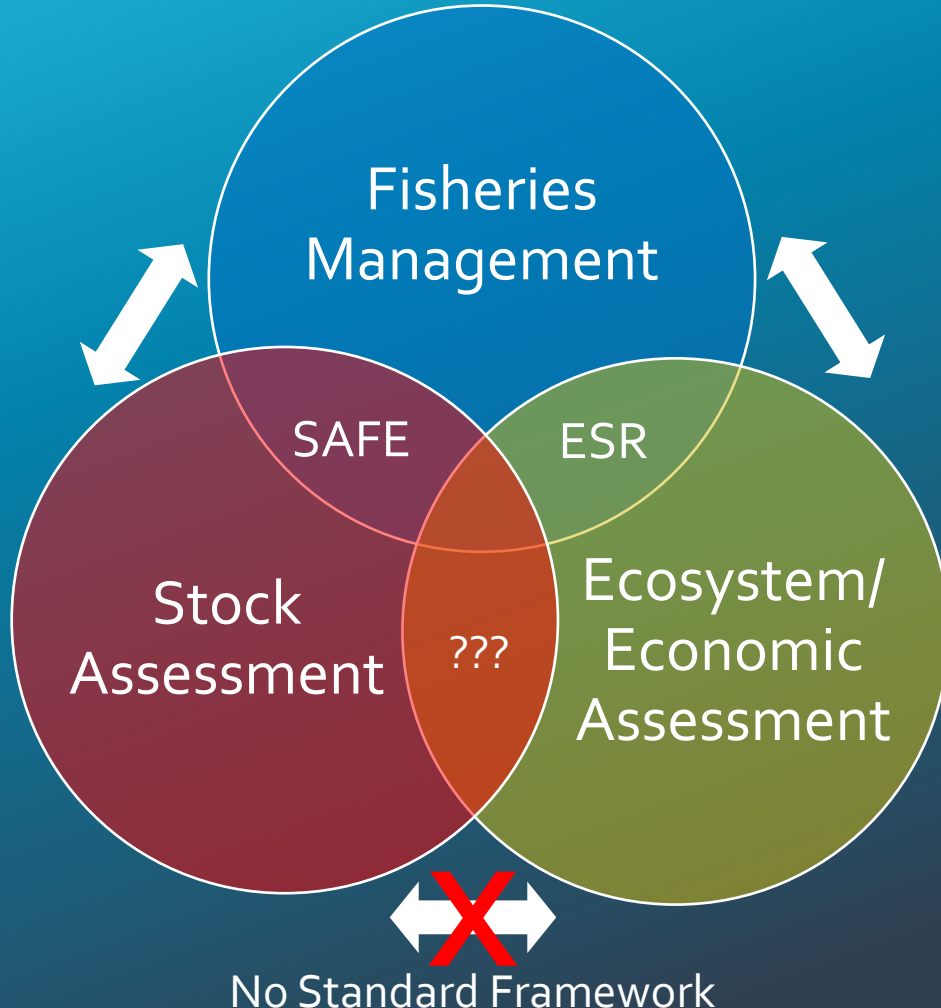 Fisheries
Management
SAFE
ESR
Stock
Assessment
???
Ecosystem/
Economic
Assessment
X
No Standard Framework